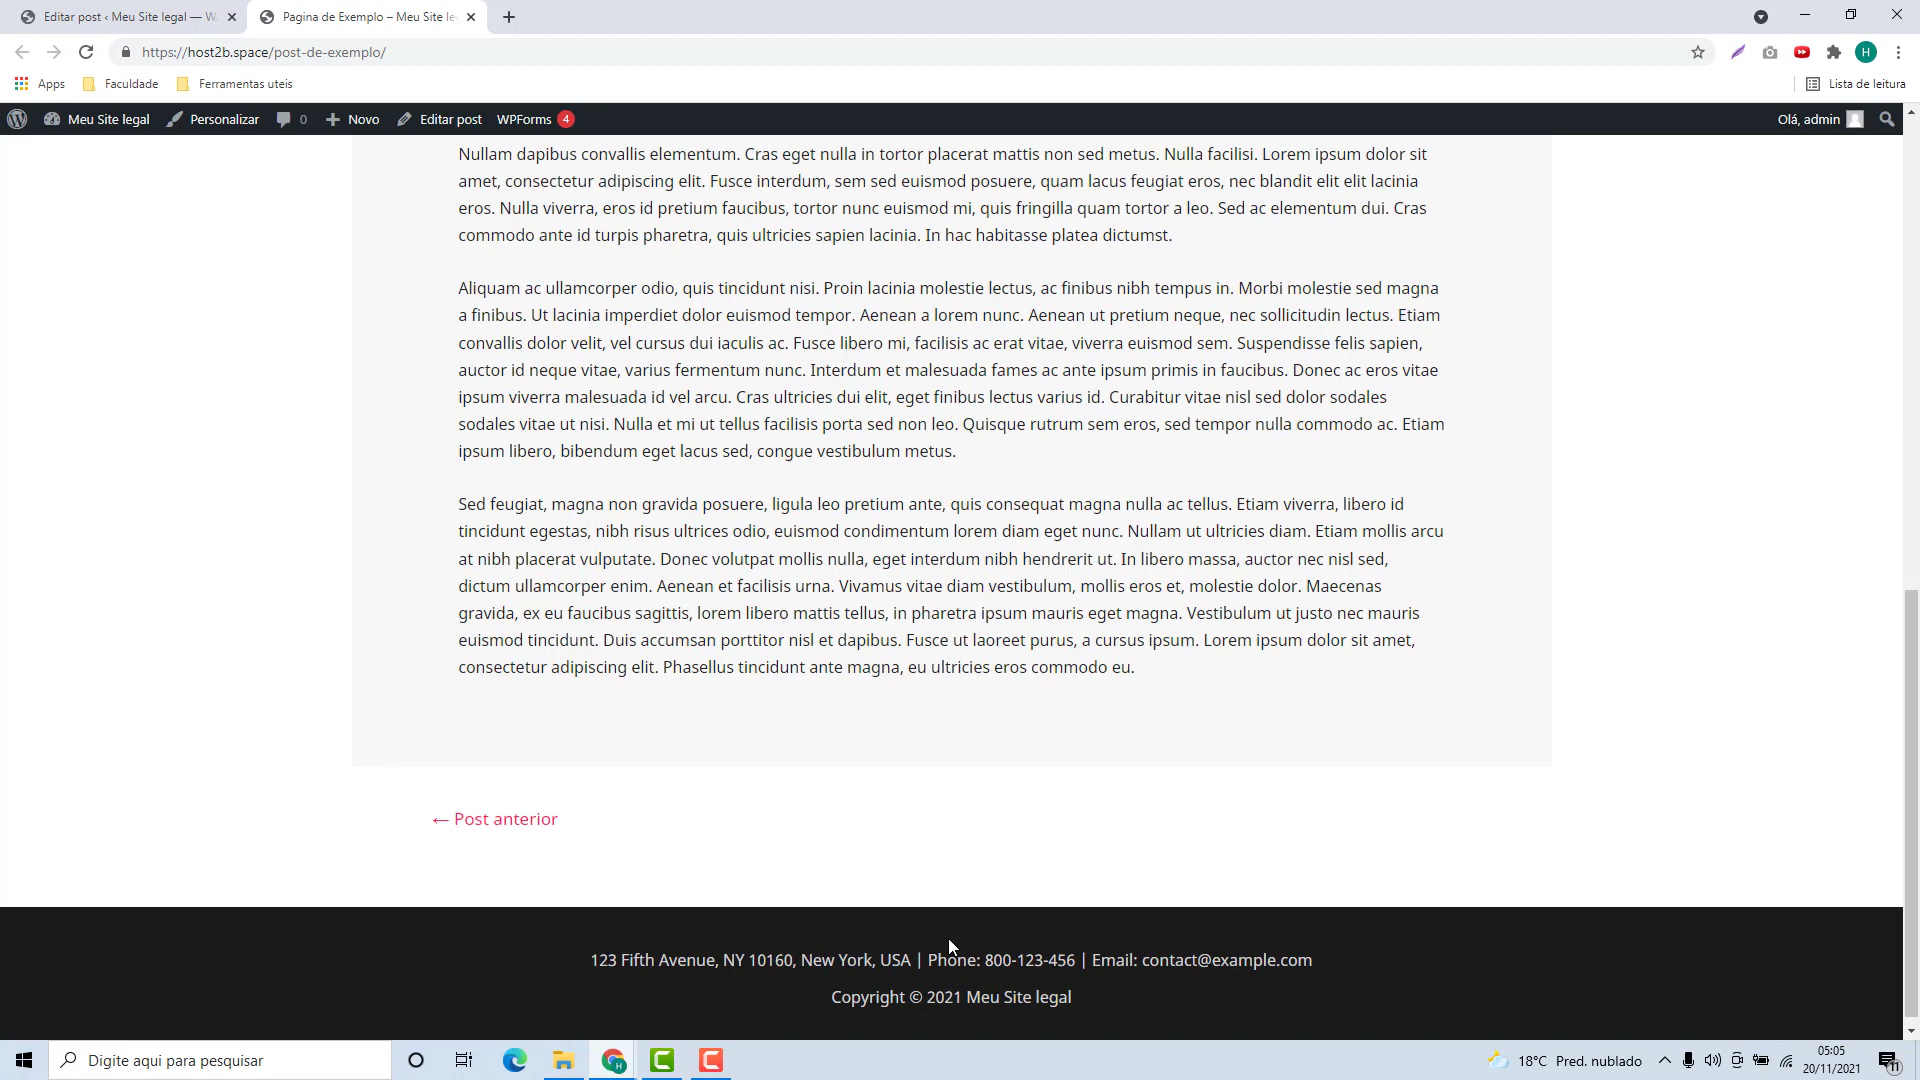 Editar post ‹ Meu Site legal — W
Pagina de Exemplo – Meu Site le
https://host2b.space/post-de-exemplo/
H
Apps
Faculdade
Ferramentas uteis
Lista de leitura
Meu Site legal
Personalizar
0
Novo
Editar post
WPForms 4
Olá, admin
Nullam dapibus convallis elementum. Cras eget nulla in tortor placerat mattis non sed metus. Nulla facilisi. Lorem ipsum dolor sit
amet, consectetur adipiscing elit. Fusce interdum, sem sed euismod posuere, quam lacus feugiat eros, nec blandit elit elit lacinia
eros. Nulla viverra, eros id pretium faucibus, tortor nunc euismod mi, quis fringilla quam tortor a leo. Sed ac elementum dui. Cras
commodo ante id turpis pharetra, quis ultricies sapien lacinia. In hac habitasse platea dictumst.
Aliquam ac ullamcorper odio, quis tincidunt nisi. Proin lacinia molestie lectus, ac finibus nibh tempus in. Morbi molestie sed magna
a finibus. Ut lacinia imperdiet dolor euismod tempor. Aenean a lorem nunc. Aenean ut pretium neque, nec sollicitudin lectus. Etiam
convallis dolor velit, vel cursus dui iaculis ac. Fusce libero mi, facilisis ac erat vitae, viverra euismod sem. Suspendisse felis sapien,
auctor id neque vitae, varius fermentum nunc. Interdum et malesuada fames ac ante ipsum primis in faucibus. Donec ac eros vitae
ipsum viverra malesuada id vel arcu. Cras ultricies dui elit, eget finibus lectus varius id. Curabitur vitae nisl sed dolor sodales
sodales vitae ut nisi. Nulla et mi ut tellus facilisis porta sed non leo. Quisque rutrum sem eros, sed tempor nulla commodo ac. Etiam
ipsum libero, bibendum eget lacus sed, congue vestibulum metus.
Sed feugiat, magna non gravida posuere, ligula leo pretium ante, quis consequat magna nulla ac tellus. Etiam viverra, libero id
tincidunt egestas, nibh risus ultrices odio, euismod condimentum lorem diam eget nunc. Nullam ut ultricies diam. Etiam mollis arcu
at nibh placerat vulputate. Donec volutpat mollis nulla, eget interdum nibh hendrerit ut. In libero massa, auctor nec nisl sed,
dictum ullamcorper enim. Aenean et facilisis urna. Vivamus vitae diam vestibulum, mollis eros et, molestie dolor. Maecenas
gravida, ex eu faucibus sagittis, lorem libero mattis tellus, in pharetra ipsum mauris eget magna. Vestibulum ut justo nec mauris
euismod tincidunt. Duis accumsan porttitor nisl et dapibus. Fusce ut laoreet purus, a cursus ipsum. Lorem ipsum dolor sit amet,
consectetur adipiscing elit. Phasellus tincidunt ante magna, eu ultricies eros commodo eu.
← Post anterior
123 Fifth Avenue, NY 10160, New York, USA | Phone: 800-123-456 | Email: contact@example.com
Copyright © 2021 Meu Site legal
Digite aqui para pesquisar
18°C Pred. nublado
05:05
20/11/2021
11